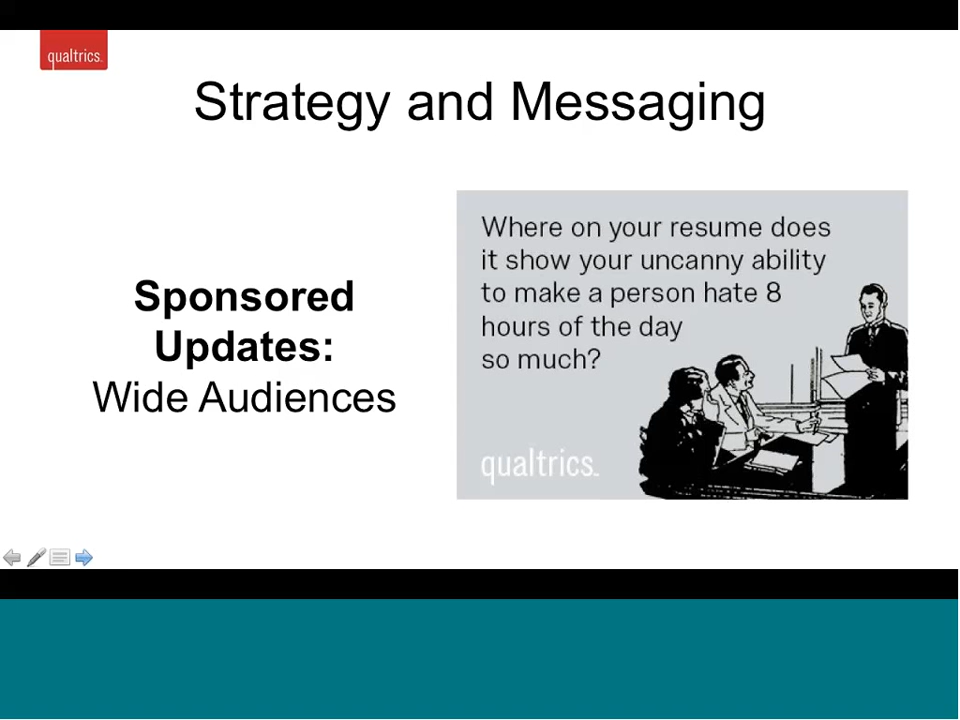 qualtrics.
Strategy and Messaging
Sponsored
Updates:
Wide Audiences
Where on your resume does
it show your uncanny ability
to make a person hate 8
hours of the day
so much?
qualtrics.